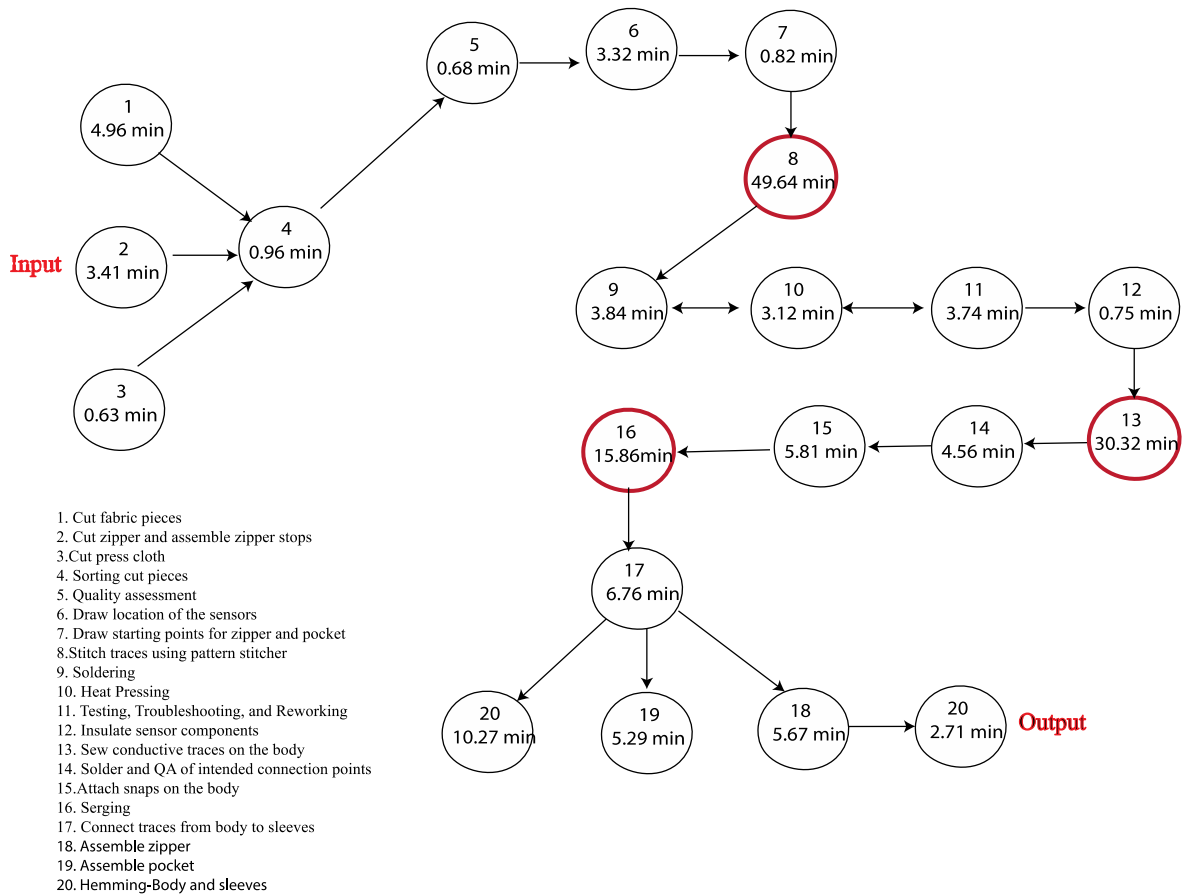 1
4.96 min
2
3.41 min
3
0.63 min
Input
4
0.96 min
5
0.68 min
6
3.32 min
7
0.82 min
8
49.64 min
9
3.84 min
10
3.12 min
11
3.74 min
12
0.75 min
13
30.32 min
14
4.56 min
15
5.81 min
16
15.86min
17
6.76 min
20
10.27 min
19
5.29 min
18
5.67 min
20
2.71 min
Output
1. Cut fabric pieces
2. Cut zipper and assemble zipper stops
3.Cut press cloth
4. Sorting cut pieces
5. Quality assessment
6. Draw location of the sensors
7. Draw starting points for zipper and pocket
8.Stitch traces using pattern stitcher
9. Soldering
10. Heat Pressing
11. Testing, Troubleshooting, and Reworking
12. Insulate sensor components
13. Sew conductive traces on the body
14. Solder and QA of intended connection points
15.Attach snaps on the body
16. Serging
17. Connect traces from body to sleeves
18. Assemble zipper
19. Assemble pocket
20. Hemming-Body and sleeves